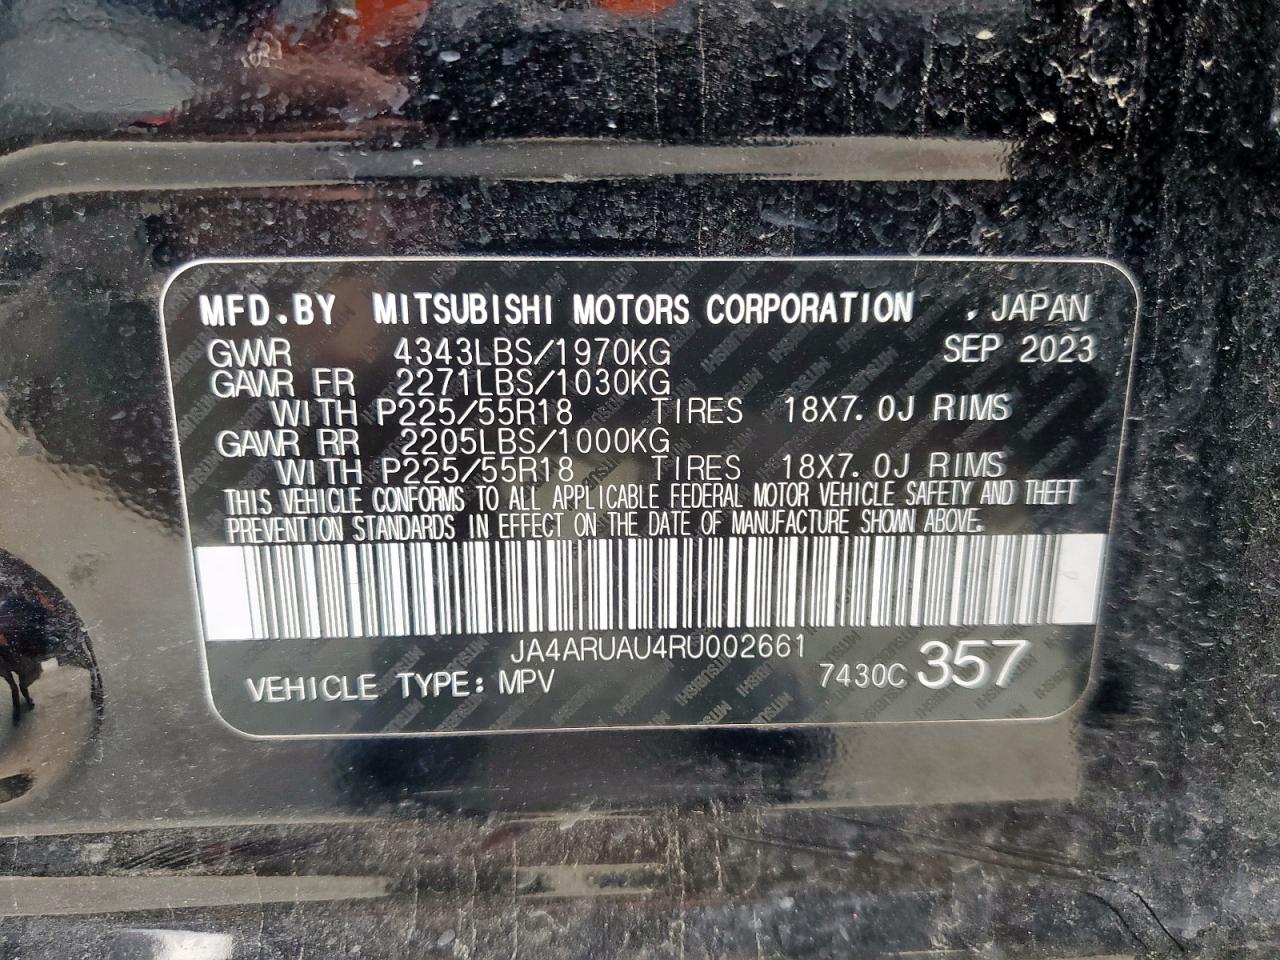 MFD.BY MITSUBISHI MOTORS CORPORATION , JAPAN
GVWR 4343LBS/1970KG SEP 2023
GAWR FR 2271LBS/1030KG
WITH P225/55R18 TIRES 18X7.0J RIMS
GAWR RR 2205LBS/1000KG
WITH P225/55R18 TIRES 18X7.0J RIMS
THIS VEHICLE CONFORMS TO ALL APPLICABLE FEDERAL MOTOR VEHICLE SAFETY AND THEFT
PREVENTION STANDARDS IN EFFECT ON THE DATE OF MANUFACTURE SHOWN ABOVE.
JA4ARUAU4RU002661
VEHICLE TYPE: MPV 7430C 357